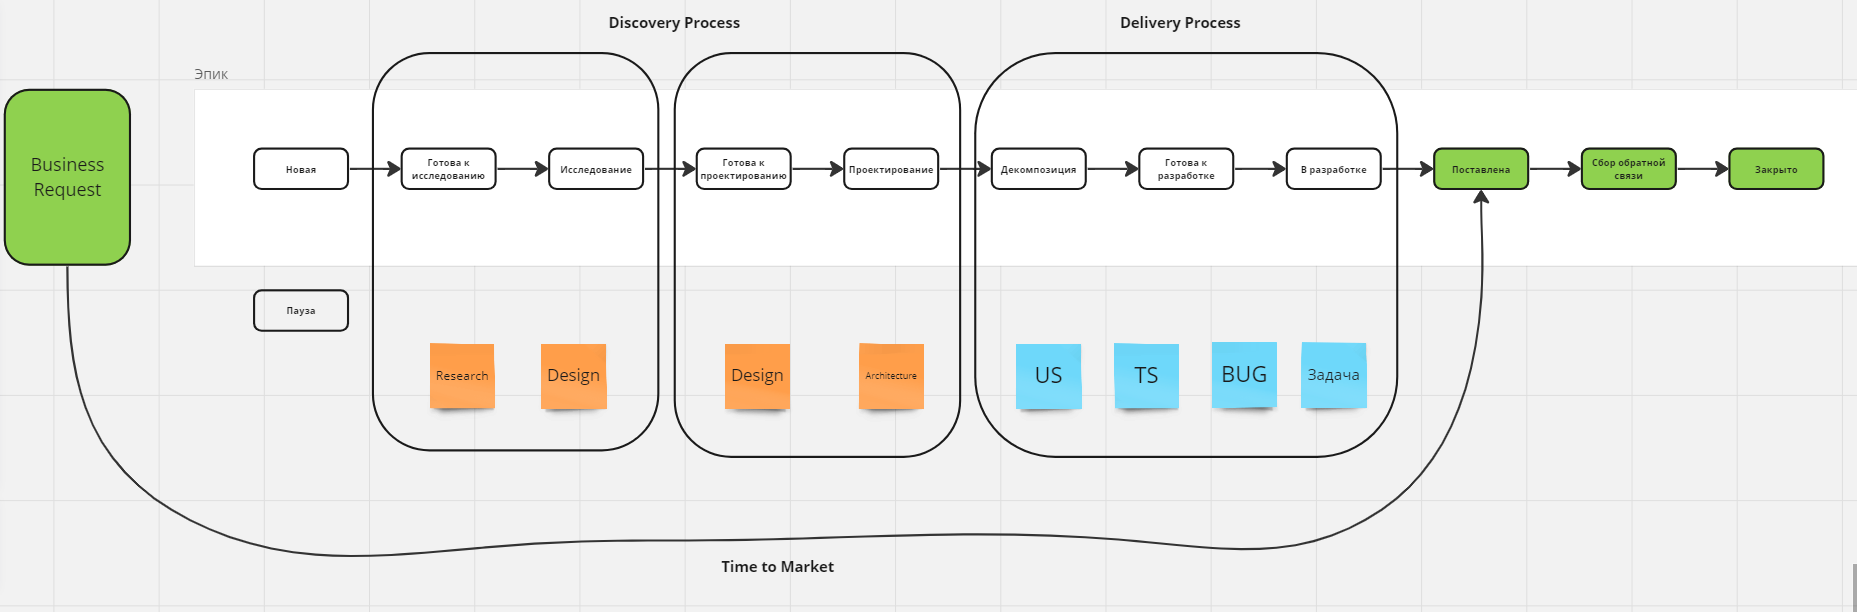 Discovery Process
Delivery Process
Эпик
Business
Request
Новая
Готова к
исследованию
Исследование
Готова к
проектированию
Проектирование
Декомпозиция
Готова к
разработке
В разработке
Поставлена
Сбор обратной
связи
Закрыто
Пауза
Research
Design
Design
Architecture
US
TS
BUG
Задача
Time to Market